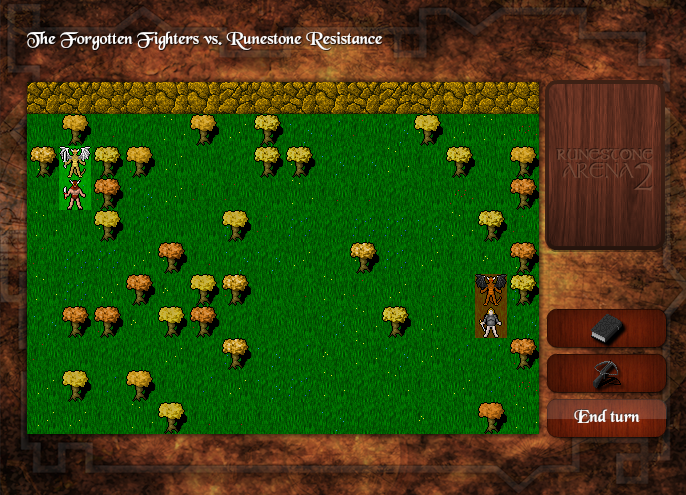 The Forgotten Fighters vs. Runestone Resistance
RUNESTONE
ARENA 2
End turn